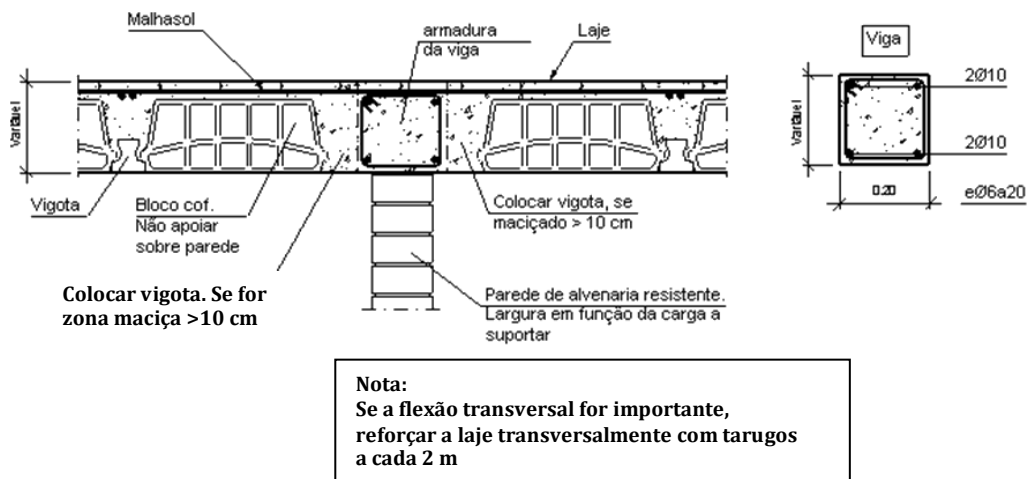 Malhasol
armadura
da viga
Laje
Viga
2Ø10
2Ø10
0.20
eØ6a20
Vigota
Bloco cof.
Não apoiar
sobre parede
Colocar vigota, se
maciçado > 10 cm
Colocar vigota. Se for
zona maciça >10 cm
Parede de alvenaria resistente.
Largura em função da carga a
suportar
Nota:
Se a flexão transversal for importante,
reforçar a laje transversalmente com tarugos
a cada 2 m